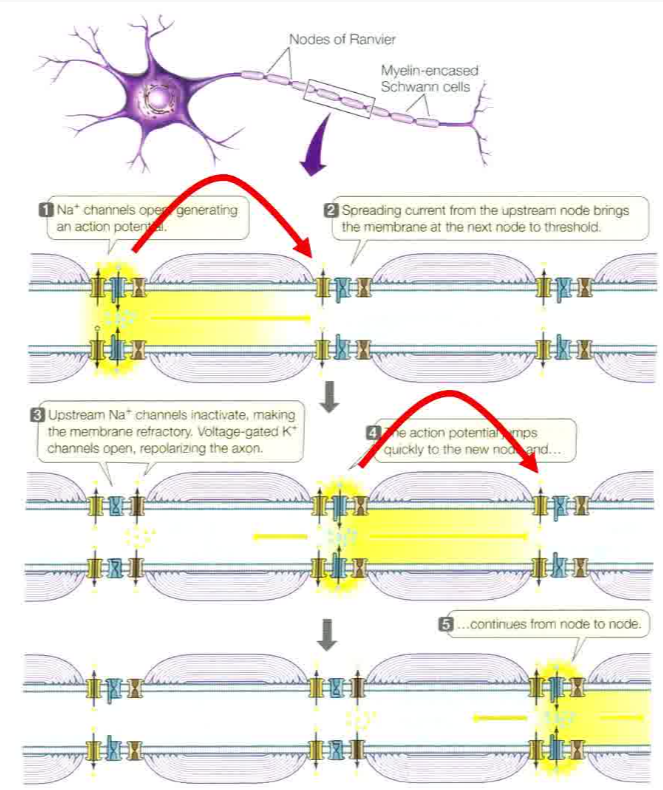 Nodes of Ranvier
Myelin-encased
Schwann cells
1 Na⁺ channels open, generating
an action potential.
2 Spreading current from the upstream node brings
the membrane at the next node to threshold.
3 Upstream Na⁺ channels inactivate, making
the membrane refractory. Voltage-gated K⁺
channels open, repolarizing the axon.
4 The action potential jumps
quickly to the new node and…
5 …continues from node to node.